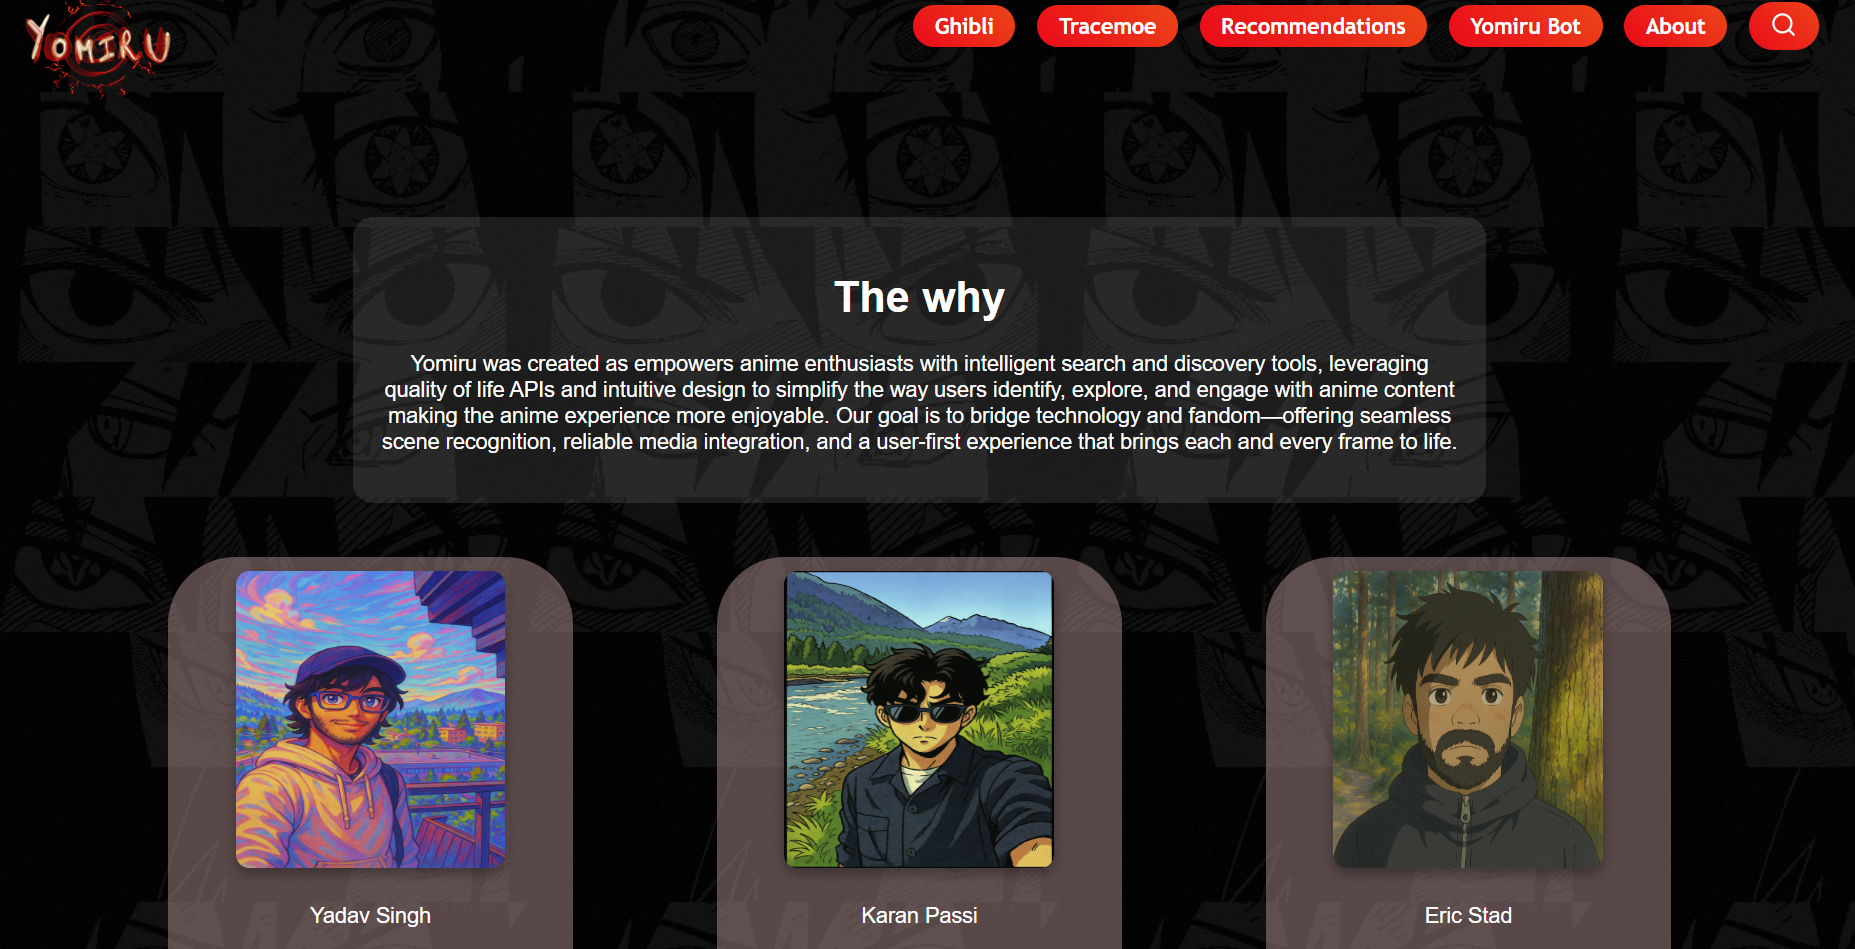 YOMIRU
Ghibli
Tracemoe
Recommendations
Yomiru Bot
About
The why
Yomiru was created as empowers anime enthusiasts with intelligent search and discovery tools, leveraging
quality of life APIs and intuitive design to simplify the way users identify, explore, and engage with anime content
making the anime experience more enjoyable. Our goal is to bridge technology and fandom—offering seamless
scene recognition, reliable media integration, and a user-first experience that brings each and every frame to life.
Yadav Singh
Karan Passi
Eric Stad